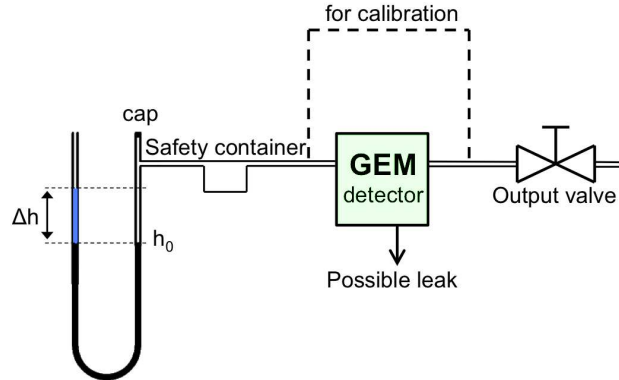 for calibration
cap
Safety container
GEM
detector
Output valve
Δh
h₀
Possible leak